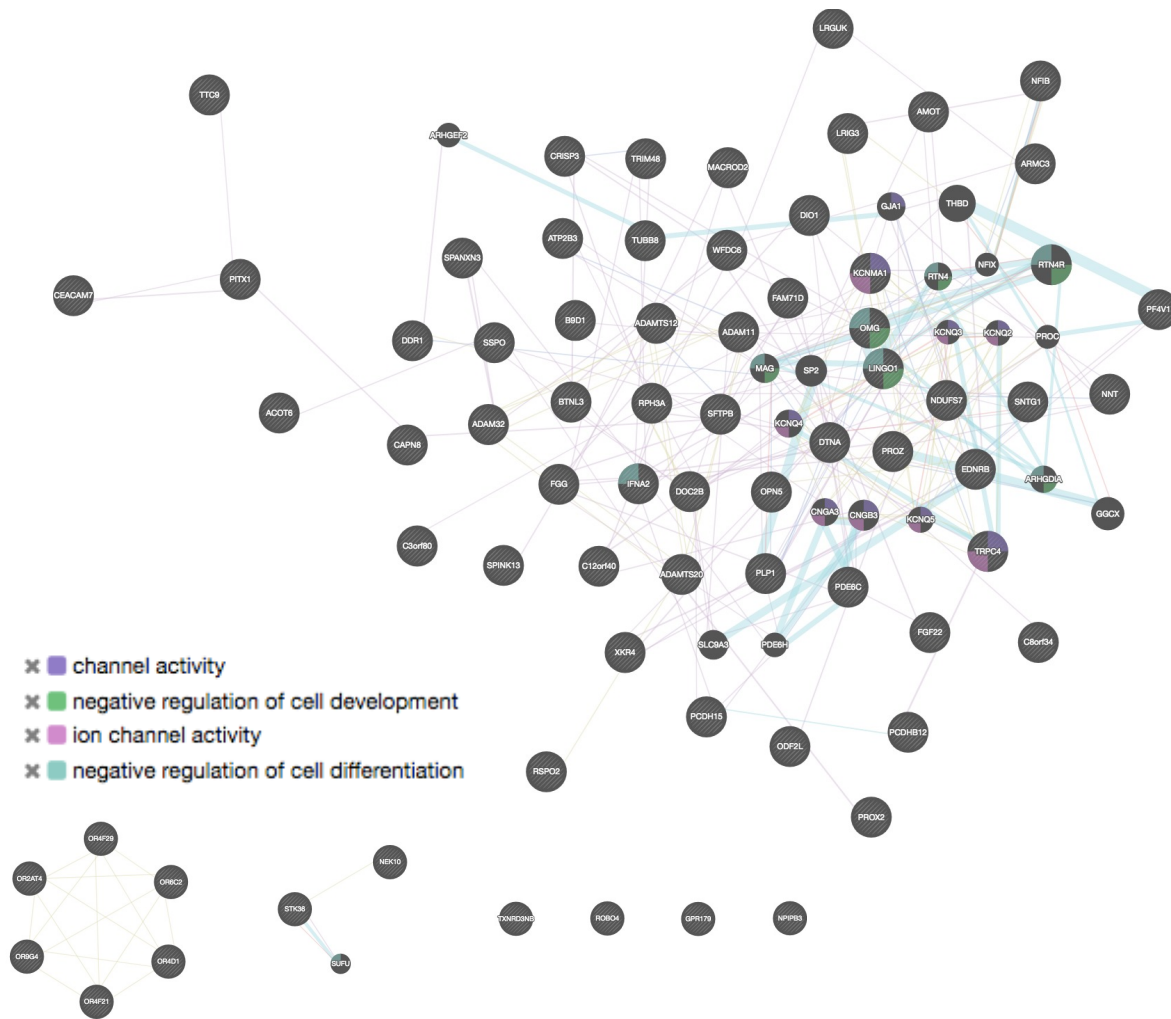 LRGUK
TTC9
NFIB
AMOT
ARHGEF2
LRIG3
CRISP3
TRIM48
MACROD2
ARMC3
THBD
GJA1
DIO1
ATP2B3
TUBB8
WFDC6
SPANXN3
RTN4R
NFIX
KCNMA1
RTN4
PITX1
CEACAM7
FAM71D
PF4V1
B9D1
ADAMTS12
ADAM11
OMG
KCNQ3
KCNQ2
PROC
DDR1
SSPO
MAG
SP2
LINGO1
NNT
ACOT6
BTNL3
RPH3A
NDUFS7
SNTG1
SFTPB
ADAM32
KCNQ4
CAPN8
DTNA
PROZ
EDNRB
ARHGDIA
FGG
IFNA2
DOC2B
OPN5
CNGA3
CNGB3
KCNQ5
GGCX
C3orf80
TRPC4
SPINK13
C12orf40
ADAMTS20
PLP1
PDE6C
FGF22
C8orf34
SLC9A3
PDE6H
XKR4
channel activity
negative regulation of cell development
PCDH15
PCDHB12
ion channel activity
ODF2L
negative regulation of cell differentiation
RSPO2
PROX2
OR4F29
NEK10
OR2AT4
OR6C2
STK36
TXNRD3NB
ROBO4
GPR179
NPIPB3
OR9G4
OR4D1
SUFU
OR4F21